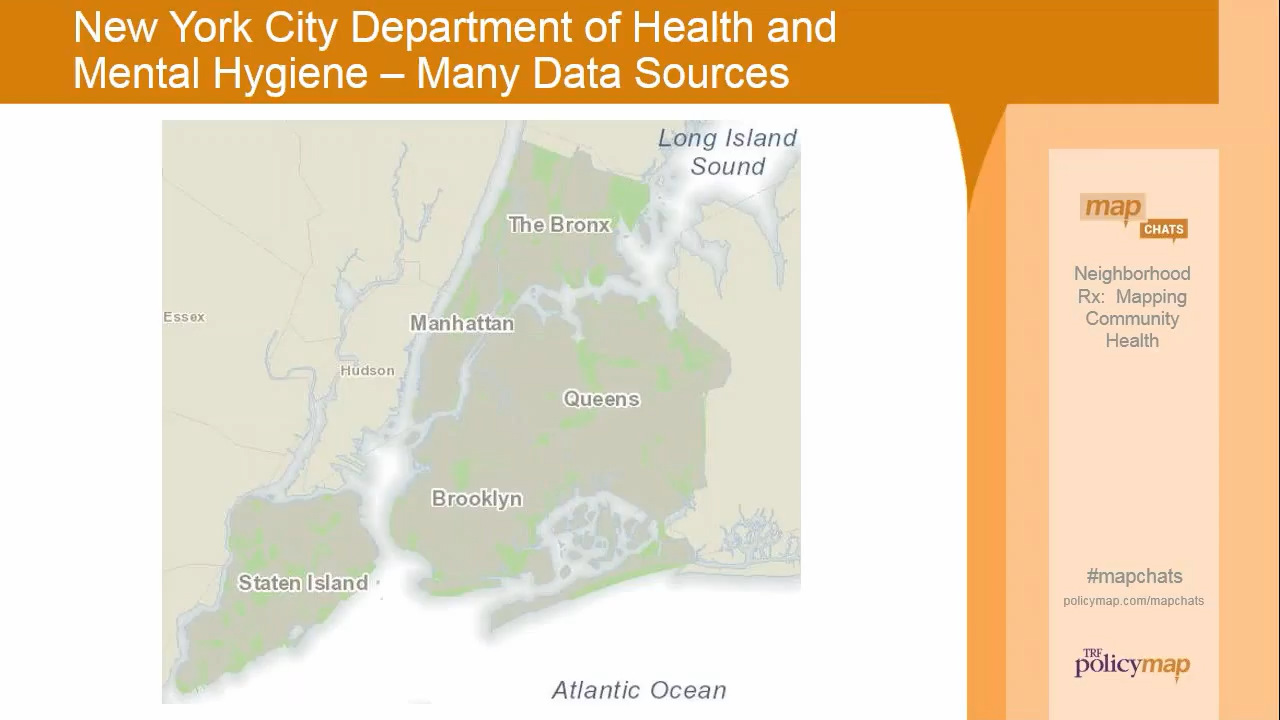 New York City Department of Health and
Mental Hygiene – Many Data Sources
Long Island
Sound
The Bronx
Essex
Manhattan
Hudson
Queens
Brooklyn
Staten Island
Atlantic Ocean
map
CHATS
Neighborhood
Rx: Mapping
Community
Health
#mapchats
policymap.com/mapchats
TRF
policymap